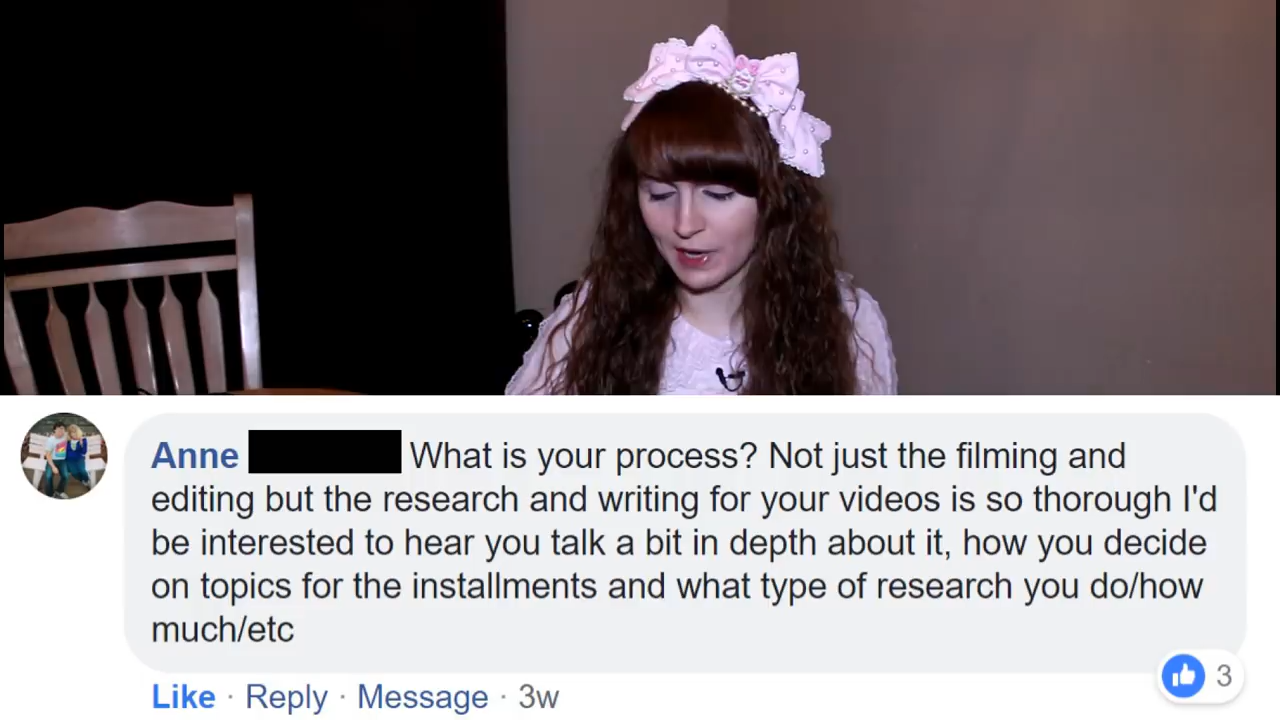 Anne What is your process? Not just the filming and
editing but the research and writing for your videos is so thorough I'd
be interested to hear you talk a bit in depth about it, how you decide
on topics for the installments and what type of research you do/how
much/etc
Like · Reply · Message · 3w
3